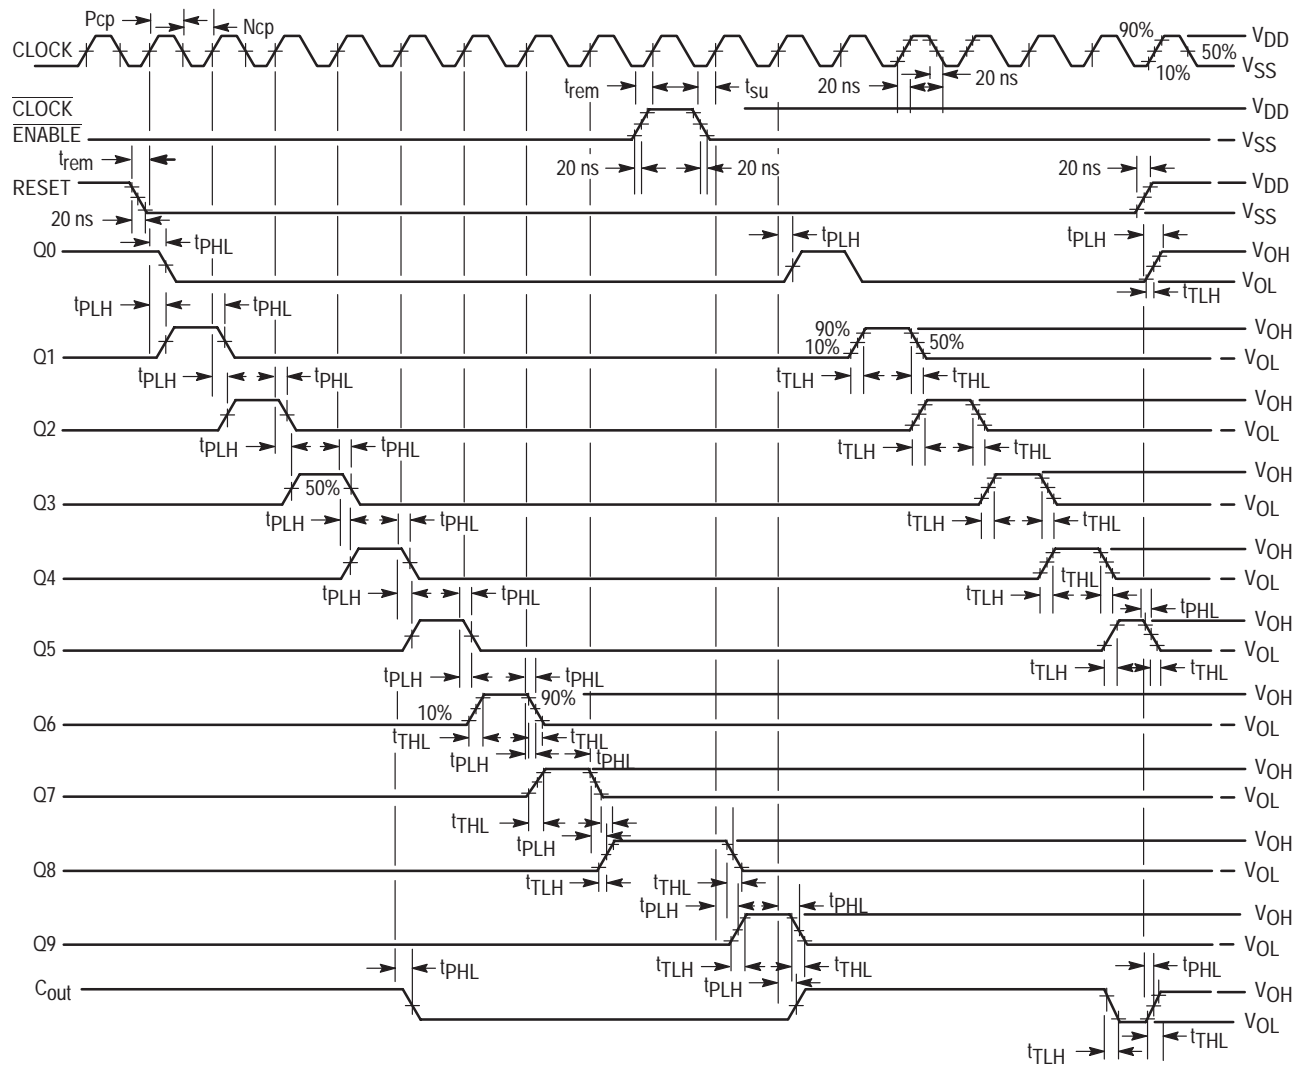 Pcp Ncp
CLOCK 90% 50% 10% VDD
VSS
trem tsu 20 ns 20 ns
CLOCK VDD
ENABLE VSS
trem 20 ns 20 ns 20 ns
RESET VDD
20 ns VSS
tPHL tPLH tPLH
Q0 VOH
VOL
tTLH
tPLH tPHL
90% VOH
Q1 10% 50% VOL
tPLH tPHL tTLH tTHL
VOH
Q2 VOL
tPLH tPHL tTLH tTHL
VOH
Q3 50% VOL
tPLH tPHL tTLH tTHL
VOH
Q4 tTHL VOL
tPLH tPHL tTLH tPHL
VOH
Q5 VOL
tPLH tPHL tTLH tTHL
90% VOH
Q6 10% VOL
tTHL tTHL
tPLH tPHL
VOH
Q7 VOL
tTHL tPLH
VOH
Q8 VOL
tTLH tTHL
tPLH tPHL
VOH
Q9 VOL
tPHL tTLH tTHL tPHL
tPLH
Cout VOH
VOL
tTLH tTHL